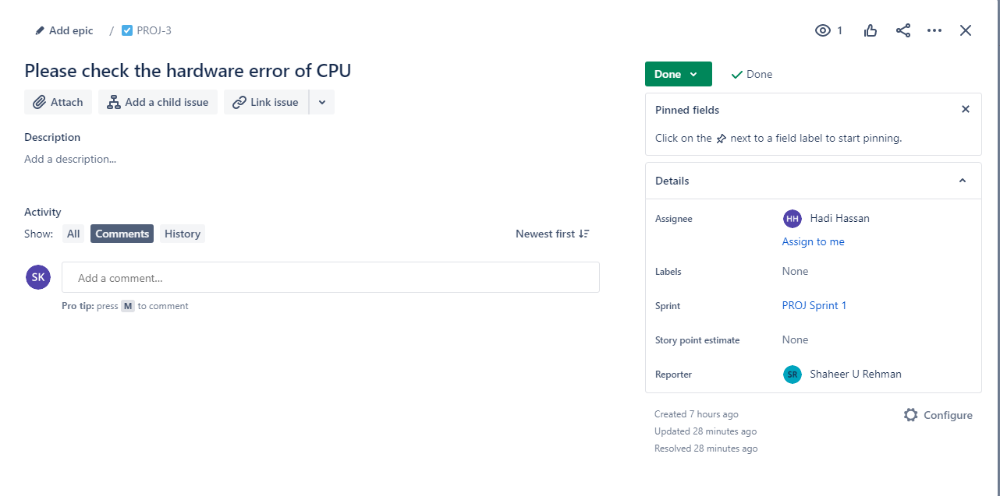 Add epic / PROJ-3
1
Please check the hardware error of CPU
Attach Add a child issue Link issue
Description
Add a description...
Activity
Show: All Comments History Newest first
SK Add a comment...
Pro tip: press M to comment
Done Done
Pinned fields
Click on the next to a field label to start pinning.
Details
Assignee HH Hadi Hassan
Assign to me
Labels None
Sprint PROJ Sprint 1
Story point estimate None
Reporter SR Shaheer U Rehman
Created 7 hours ago Configure
Updated 28 minutes ago
Resolved 28 minutes ago